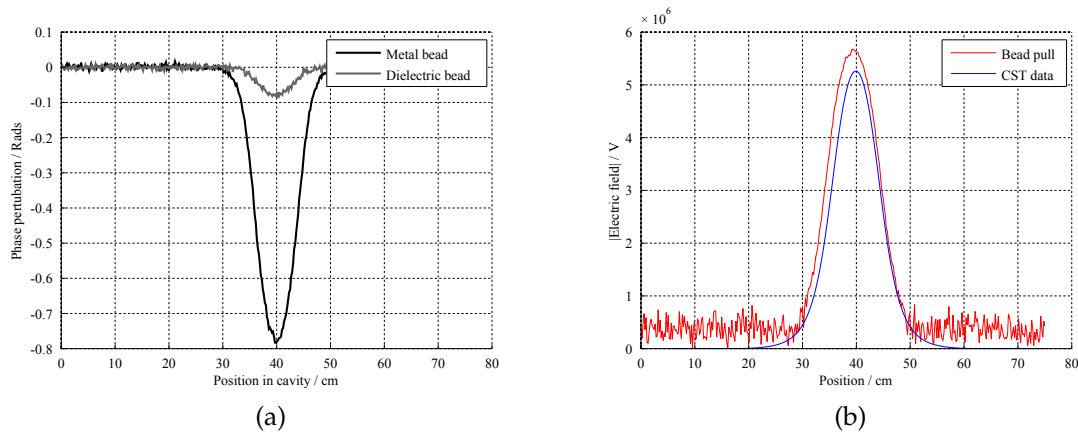 0.1
0
-0.1
-0.2
-0.3
-0.4
-0.5
-0.6
-0.7
-0.8
Phase pertubation / Rads
0 10 20 30 40 50 60 70 80
Position in cavity / cm
Metal bead
Dielectric bead
(a)
× 10⁶
6
5
4
3
2
1
0
|Electric field| / V
0 10 20 30 40 50 60 70 80
Position / cm
Bead pull
CST data
(b)